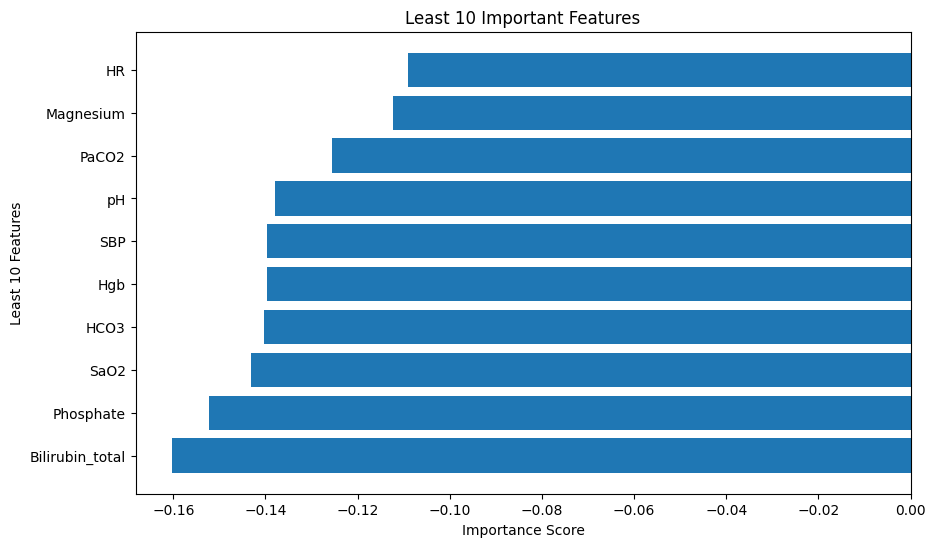 Least 10 Important Features
Least 10 Features
HR
Magnesium
PaCO2
pH
SBP
Hgb
HCO3
SaO2
Phosphate
Bilirubin_total
−0.16 −0.14 −0.12 −0.10 −0.08 −0.06 −0.04 −0.02 0.00
Importance Score